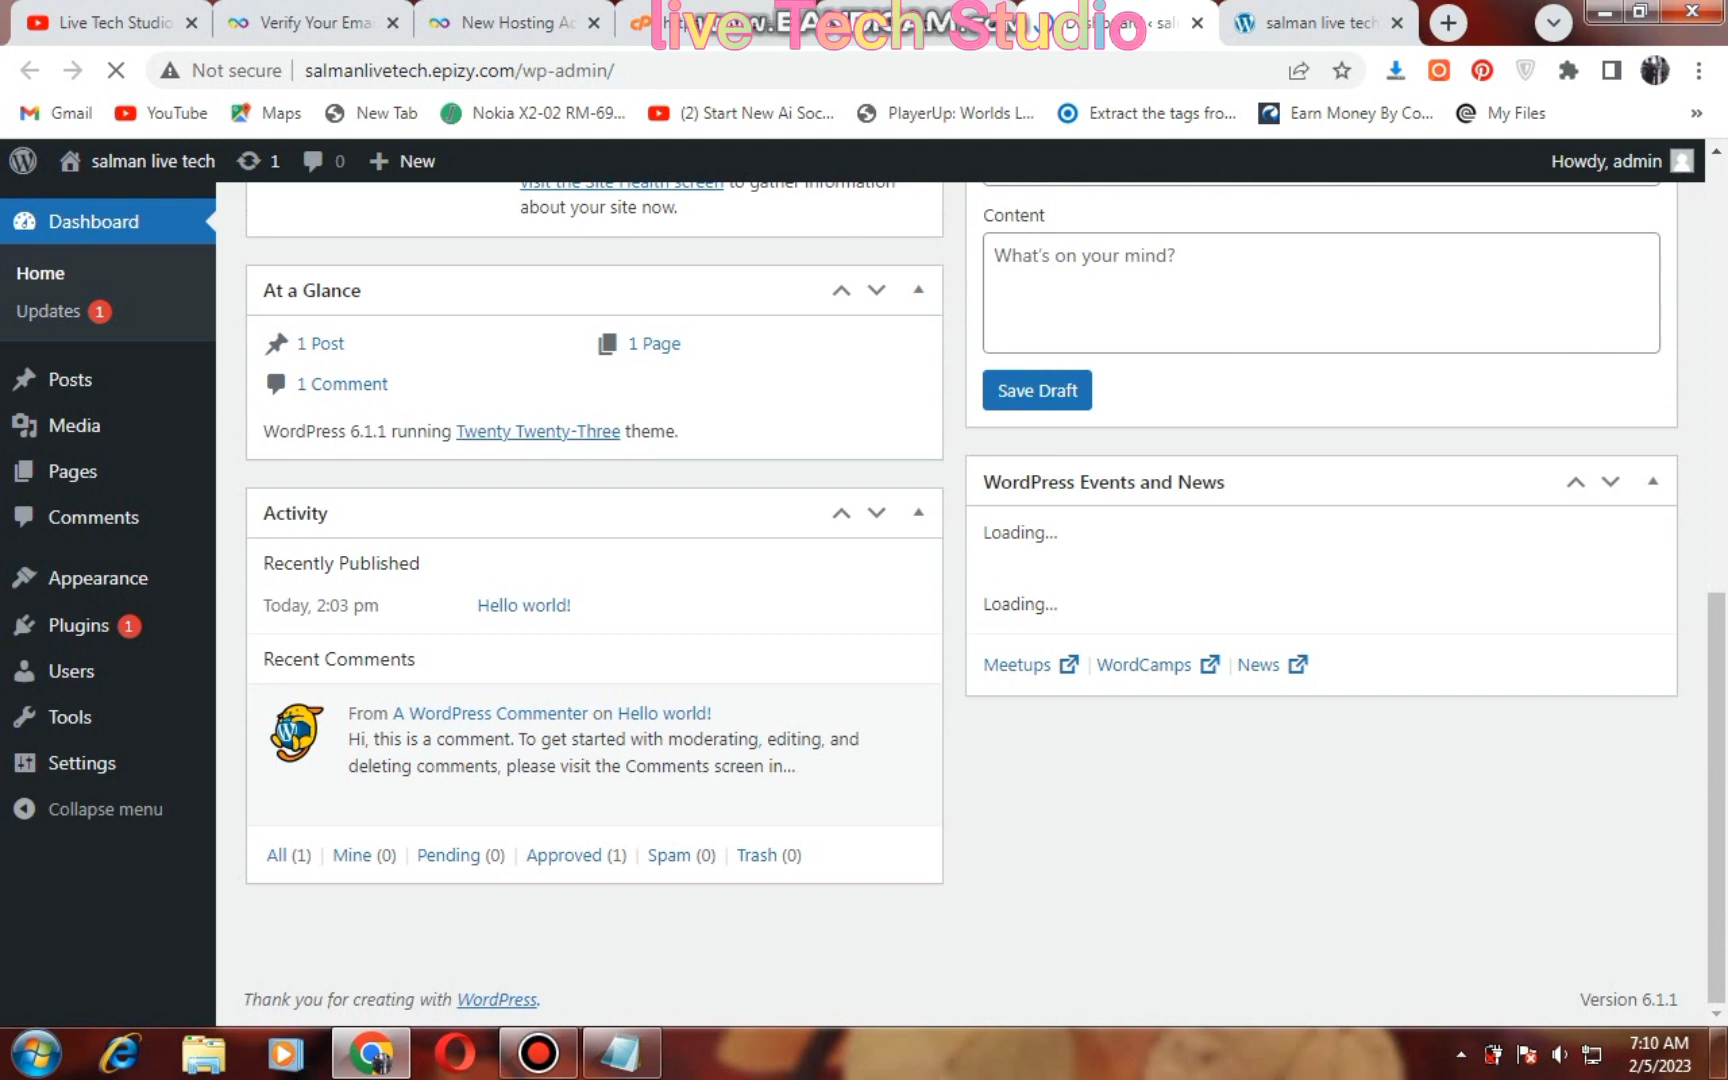 Live Tech Studio
Verify Your Ema
New Hosting Ac
live Tech Studio
salman live tech
Not secure
salmanlivetech.epizy.com/wp-admin/
Gmail
YouTube
Maps
New Tab
Nokia X2-02 RM-69...
(2) Start New Ai Soc...
PlayerUp: Worlds L...
Extract the tags fro...
Earn Money By Co...
My Files
»
salman live tech
1
0
New
Howdy, admin
Dashboard
Home
Updates 1
Posts
Media
Pages
Comments
Appearance
Plugins 1
Users
Tools
Settings
Collapse menu
visit the Site Health screen to gather information
about your site now.
At a Glance
1 Post
1 Page
1 Comment
WordPress 6.1.1 running Twenty Twenty-Three theme.
Activity
Recently Published
Today, 2:03 pm
Hello world!
Recent Comments
From A WordPress Commenter on Hello world!
Hi, this is a comment. To get started with moderating, editing, and
deleting comments, please visit the Comments screen in...
All (1) | Mine (0) | Pending (0) | Approved (1) | Spam (0) | Trash (0)
Content
What's on your mind?
Save Draft
WordPress Events and News
Loading...
Loading...
Meetups | WordCamps | News
Thank you for creating with WordPress.
Version 6.1.1
7:10 AM
2/5/2023